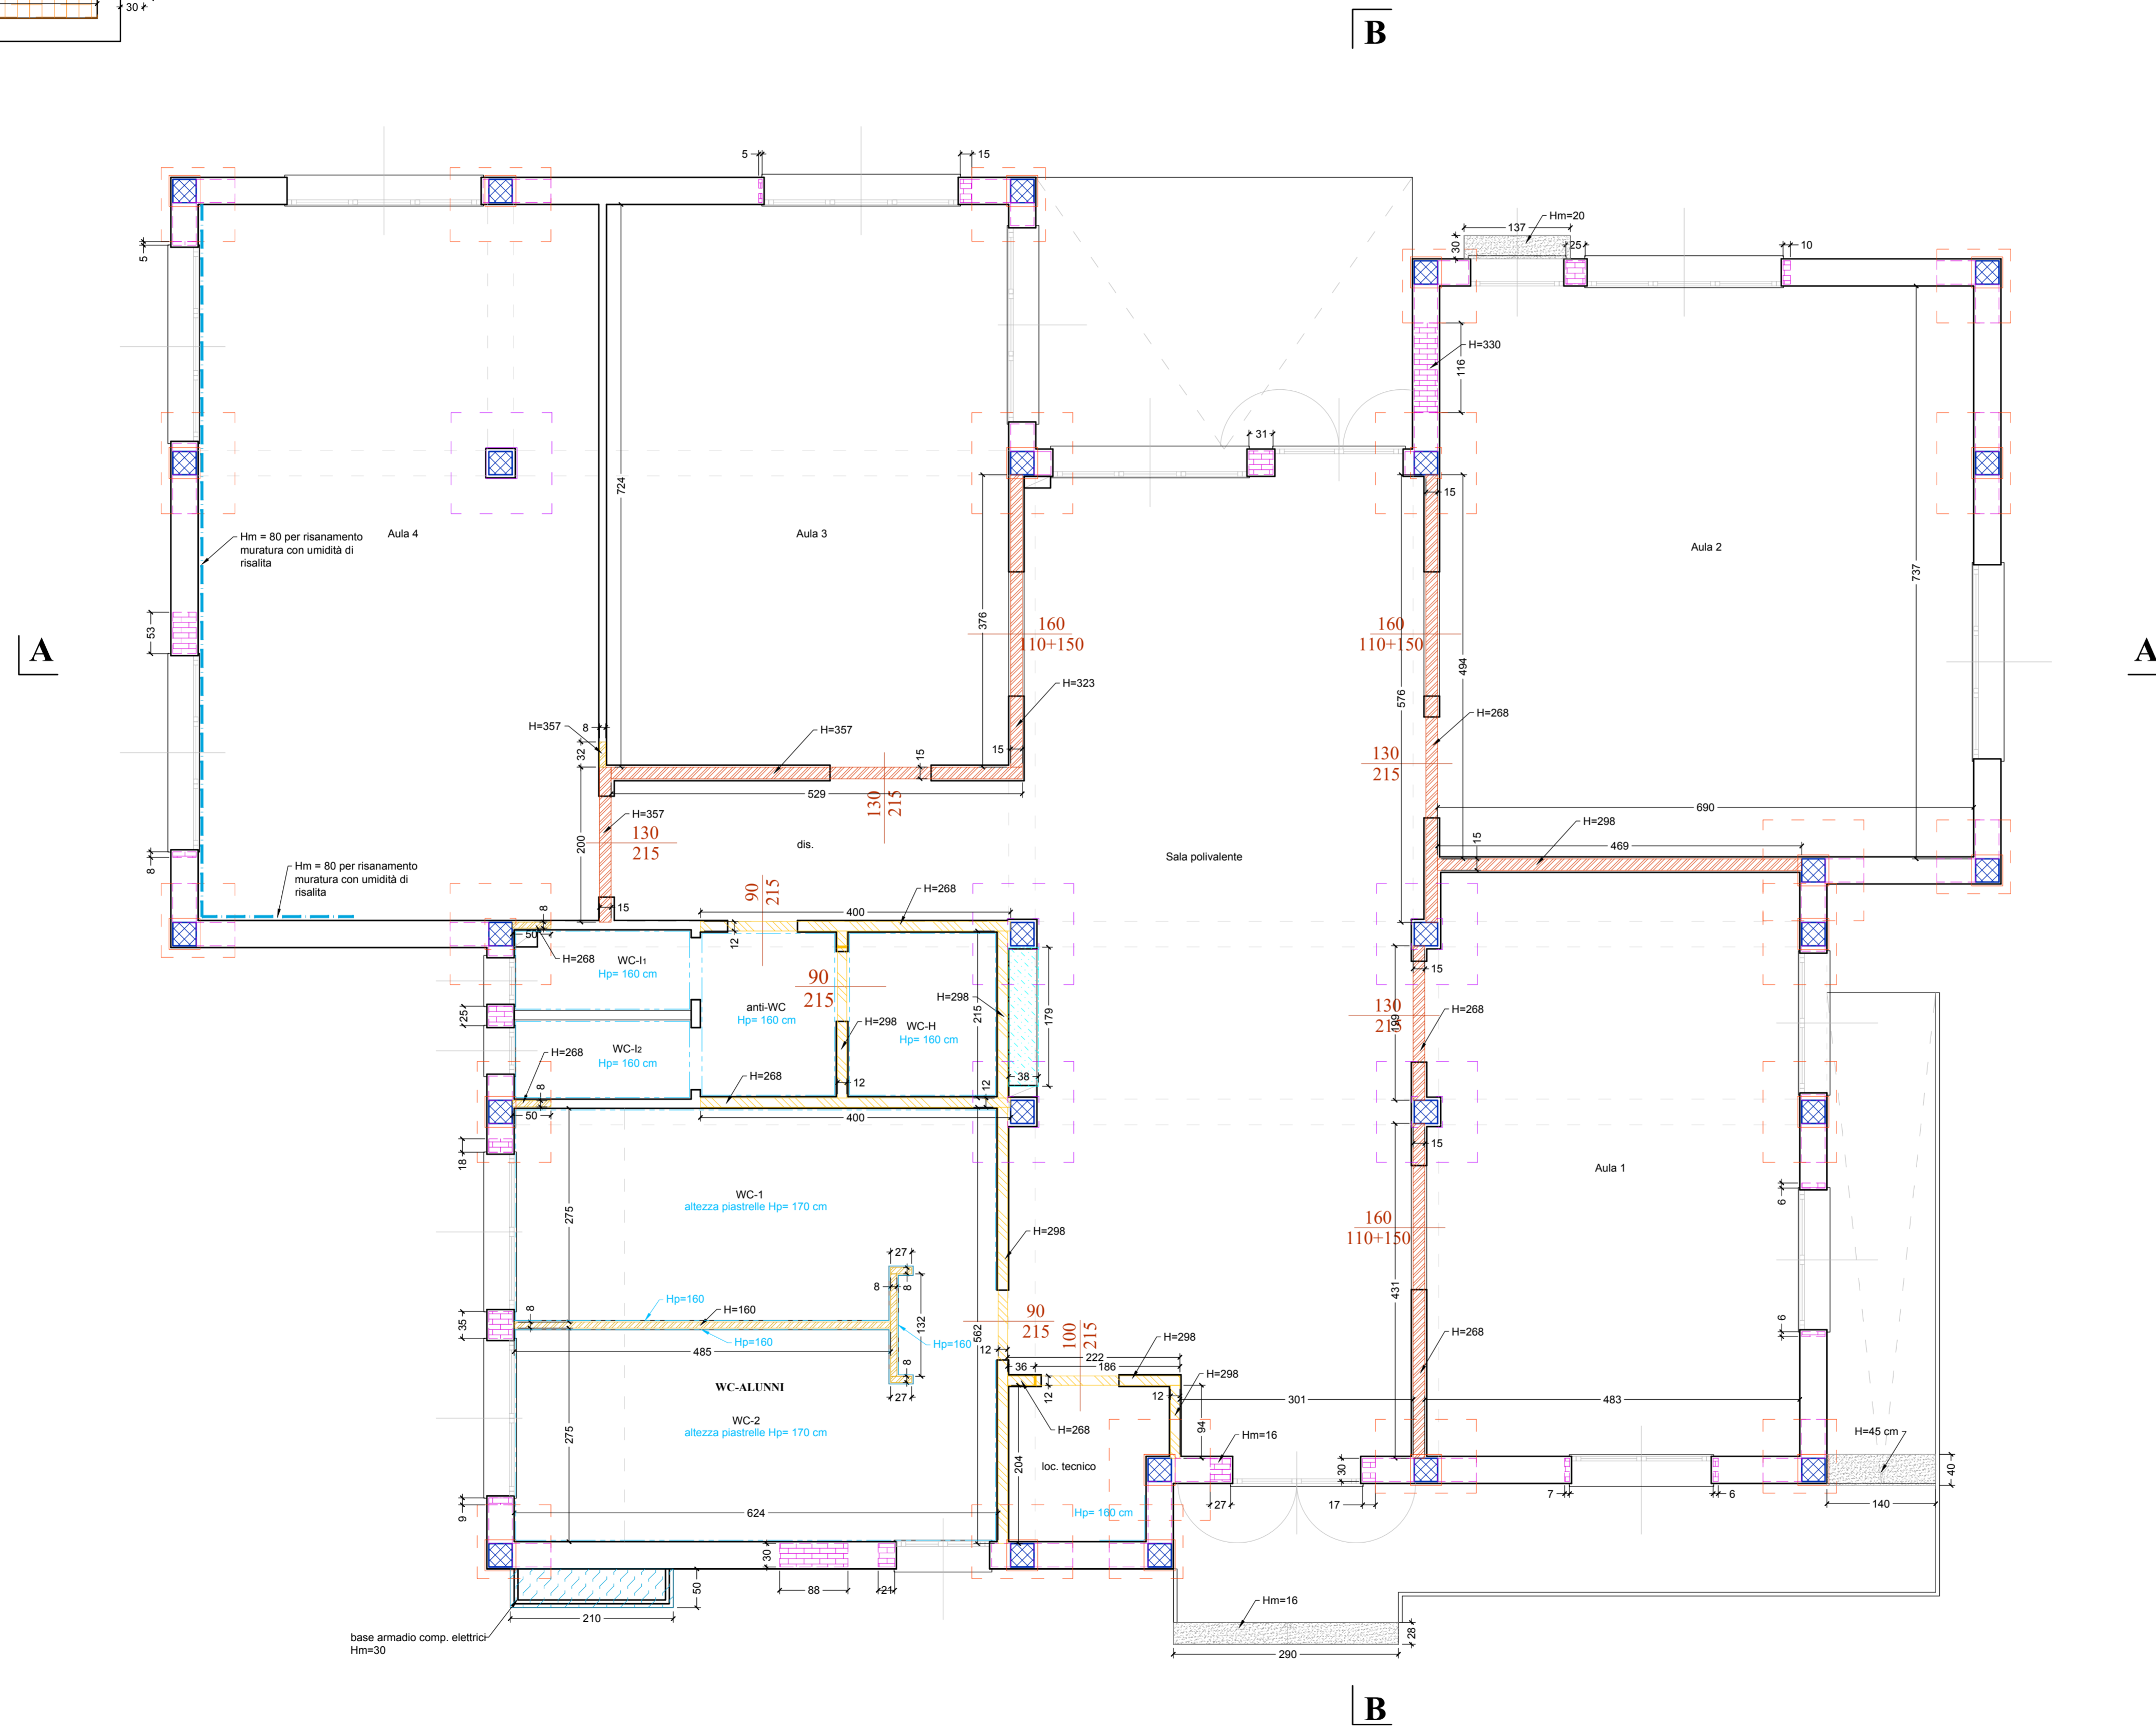 30
B
5
15
Hm=20
137
30
25
10
5
H=330
116
31
15
724
Aula 4
Aula 3
Aula 2
Hm = 80 per risanamento
muratura con umidità di
risalita
737
376
160
110+150
160
110+150
53
A
A
494
H=323
576
H=268
H=357
8
H=357
32
15
15
130
215
529
130
215
690
H=357
130
215
200
H=298
15
469
dis.
Sala polivalente
8
Hm = 80 per risanamento
muratura con umidità di
risalita
90
215
H=268
15
400
8
50
12
H=268
WC-I1
Hp= 160 cm
15
90
215
H=298
anti-WC
Hp= 160 cm
215
179
130
215
199
H=268
25
H=298
WC-H
Hp= 160 cm
WC-I2
Hp= 160 cm
H=268
H=268
38
12
12
8
50
400
15
18
Aula 1
WC-1
altezza piastrelle Hp= 170 cm
6
275
160
110+150
H=298
27
8
8
431
Hp=160
H=160
8
35
132
90
215
100
215
562
6
H=268
Hp=160
Hp=160
H=298
485
12
222
8
36
186
H=298
WC-ALUNNI
27
12
12
301
483
WC-2
altezza piastrelle Hp= 170 cm
H=268
94
Hm=16
H=45 cm
275
204
loc. tecnico
30
40
9
624
Hp= 160 cm
27
17
7
6
140
30
50
88
21
210
Hm=16
28
base armadio comp. elettrici
Hm=30
290
B